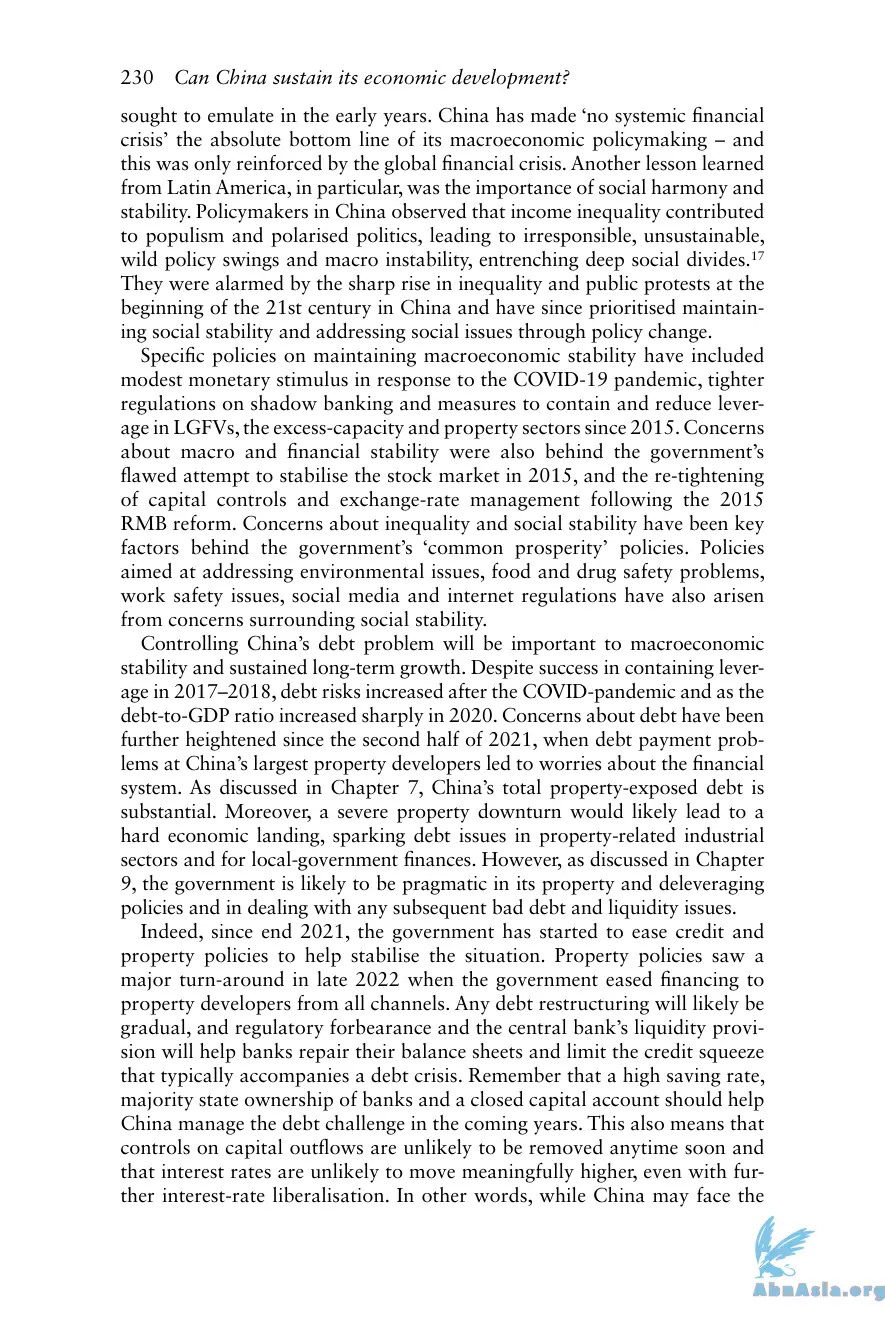 230 Can China sustain its economic development?
sought to emulate in the early years. China has made ‘no systemic financial
crisis’ the absolute bottom line of its macroeconomic policymaking – and
this was only reinforced by the global financial crisis. Another lesson learned
from Latin America, in particular, was the importance of social harmony and
stability. Policymakers in China observed that income inequality contributed
to populism and polarised politics, leading to irresponsible, unsustainable,
wild policy swings and macro instability, entrenching deep social divides.17
They were alarmed by the sharp rise in inequality and public protests at the
beginning of the 21st century in China and have since prioritised maintain-
ing social stability and addressing social issues through policy change.
Specific policies on maintaining macroeconomic stability have included
modest monetary stimulus in response to the COVID-19 pandemic, tighter
regulations on shadow banking and measures to contain and reduce lever-
age in LGFVs, the excess-capacity and property sectors since 2015. Concerns
about macro and financial stability were also behind the government’s
flawed attempt to stabilise the stock market in 2015, and the re-tightening
of capital controls and exchange-rate management following the 2015
RMB reform. Concerns about inequality and social stability have been key
factors behind the government’s ‘common prosperity’ policies. Policies
aimed at addressing environmental issues, food and drug safety problems,
work safety issues, social media and internet regulations have also arisen
from concerns surrounding social stability.
Controlling China’s debt problem will be important to macroeconomic
stability and sustained long-term growth. Despite success in containing lever-
age in 2017–2018, debt risks increased after the COVID-pandemic and as the
debt-to-GDP ratio increased sharply in 2020. Concerns about debt have been
further heightened since the second half of 2021, when debt payment prob-
lems at China’s largest property developers led to worries about the financial
system. As discussed in Chapter 7, China’s total property-exposed debt is
substantial. Moreover, a severe property downturn would likely lead to a
hard economic landing, sparking debt issues in property-related industrial
sectors and for local-government finances. However, as discussed in Chapter
9, the government is likely to be pragmatic in its property and deleveraging
policies and in dealing with any subsequent bad debt and liquidity issues.
Indeed, since end 2021, the government has started to ease credit and
property policies to help stabilise the situation. Property policies saw a
major turn-around in late 2022 when the government eased financing to
property developers from all channels. Any debt restructuring will likely be
gradual, and regulatory forbearance and the central bank’s liquidity provi-
sion will help banks repair their balance sheets and limit the credit squeeze
that typically accompanies a debt crisis. Remember that a high saving rate,
majority state ownership of banks and a closed capital account should help
China manage the debt challenge in the coming years. This also means that
controls on capital outflows are unlikely to be removed anytime soon and
that interest rates are unlikely to move meaningfully higher, even with fur-
ther interest-rate liberalisation. In other words, while China may face the
AbnAsia.org